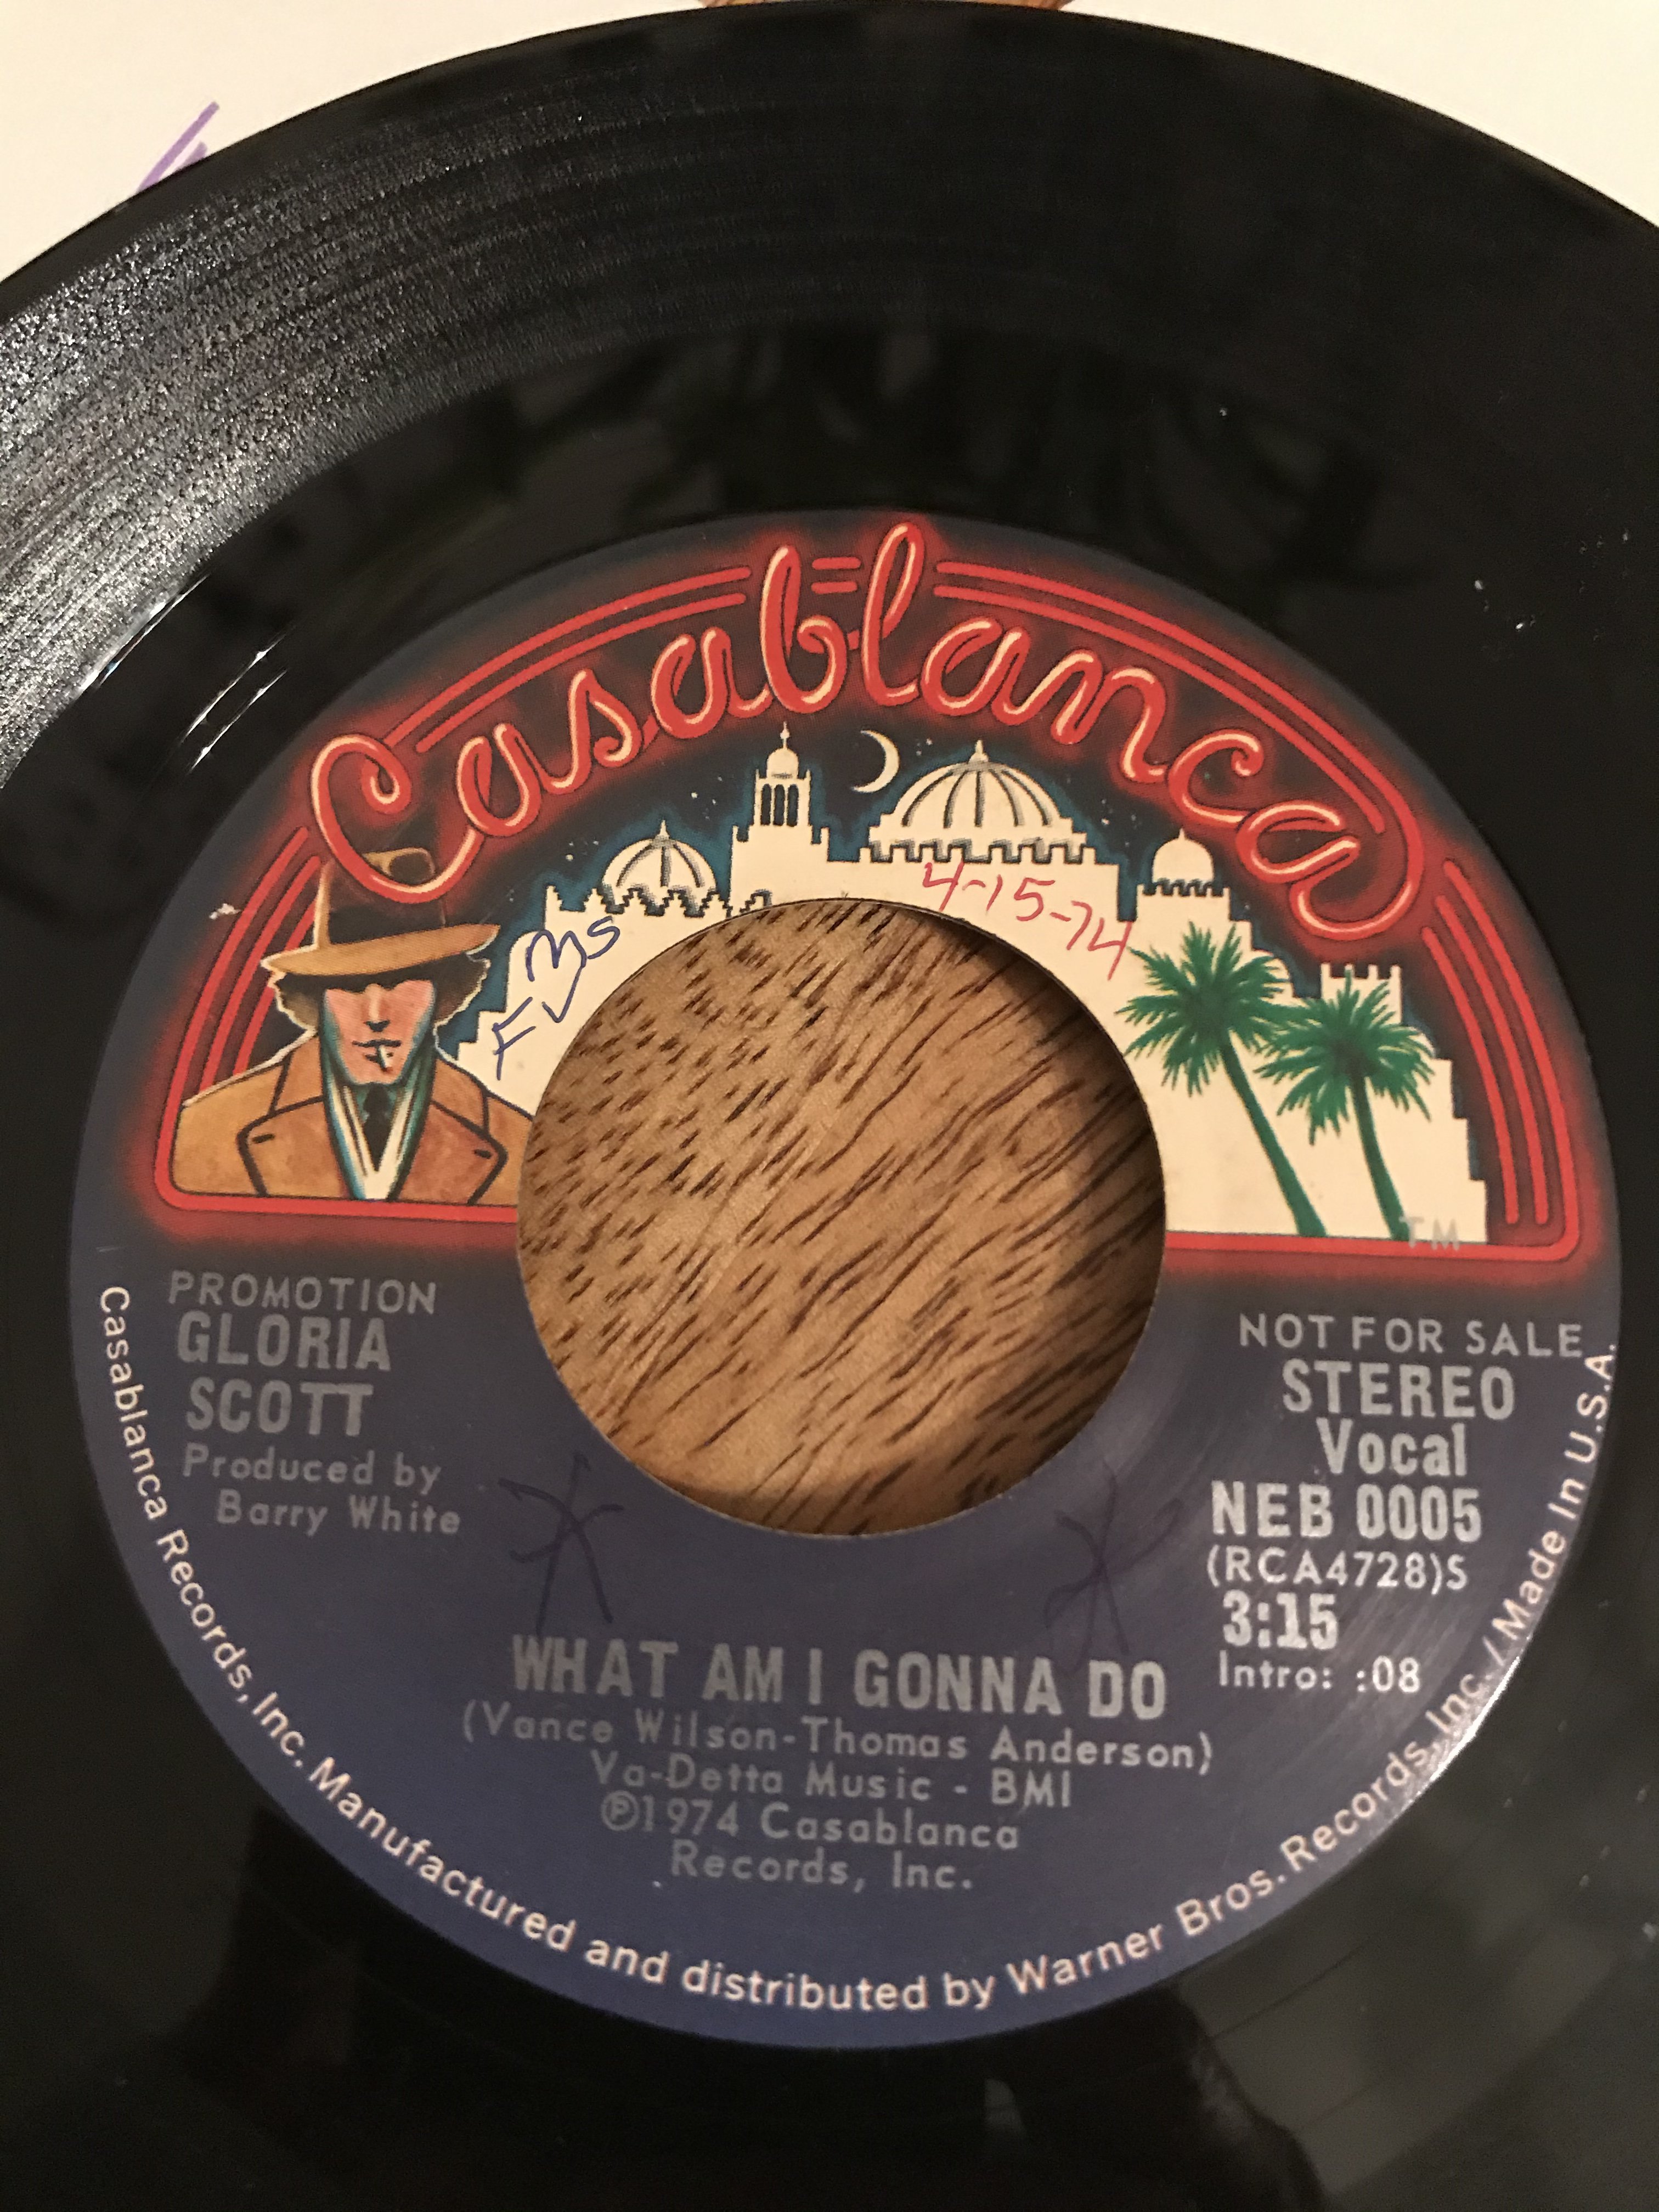 Casablanca
4-15-74
TM
PROMOTION
GLORIA
SCOTT
Produced by
Barry White
NOT FOR SALE
STEREO
Vocal
NEB 0005
(RCA4728)S
3:15
Intro: :08
WHAT AM I GONNA DO
(Vance Wilson-Thomas Anderson)
Va-Detta Music - BMI
℗1974 Casablanca
Records, Inc.
Casablanca Records, Inc. Manufactured and distributed by Warner Bros. Records, Inc. / Made In U.S.A.